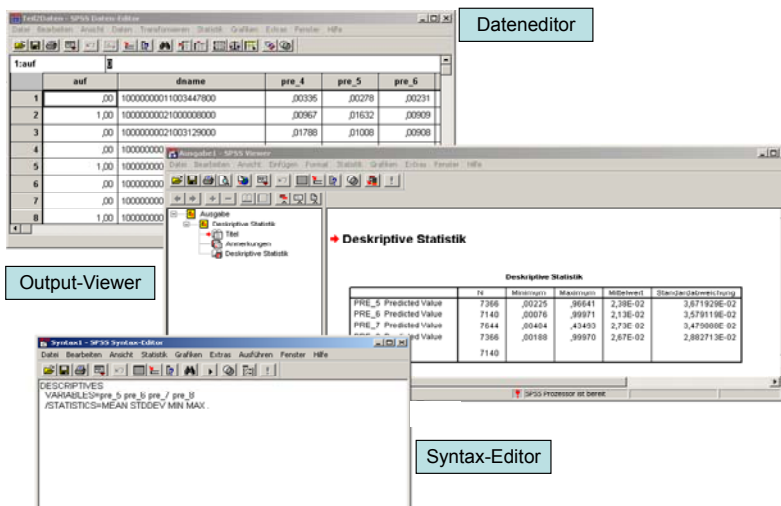 Teil2Daten - SPSS Daten-Editor
Datei Bearbeiten Ansicht Daten Transformieren Statistik Grafiken Extras Fenster Hilfe
Dateneditor
1:auf
auf dname pre_4 pre_5 pre_6
1 ,00 10000000011003447800 ,00335 ,00278 ,00231
2 1,00 10000000021000008000 ,00967 ,01632 ,00909
3 ,00 10000000021003129000 ,01788 ,01008 ,00908
4 ,00 100000000
5 1,00 100000000
6 ,00 100000000
7 ,00 100000000
8 1,00 100000000
Ausgabe1 - SPSS Viewer
Datei Bearbeiten Ansicht Einfügen Format Statistik Grafiken Extras Fenster Hilfe
Ausgabe
Deskriptive Statistik
Titel
Anmerkungen
Deskriptive Statistik
Deskriptive Statistik
Deskriptive Statistik
N Minimum Maximum Mittelwert Standardabweichung
PRE_5 Predicted Value 7366 ,00225 ,96641 2,38E-02 3,671929E-02
PRE_6 Predicted Value 7140 ,00076 ,99971 2,13E-02 3,579119E-02
PRE_7 Predicted Value 7644 ,00404 ,43493 2,73E-02 3,479000E-02
Value 7366 ,00188 ,99970 2,67E-02 2,882713E-02
7140
SPSS Prozessor ist bereit
Output-Viewer
Syntax1 - SPSS Syntax-Editor
Datei Bearbeiten Ansicht Statistik Grafiken Extras Ausführen Fenster Hilfe
DESCRIPTIVES
VARIABLES=pre_5 pre_6 pre_7 pre_8
/STATISTICS=MEAN STDDEV MIN MAX .
Syntax-Editor